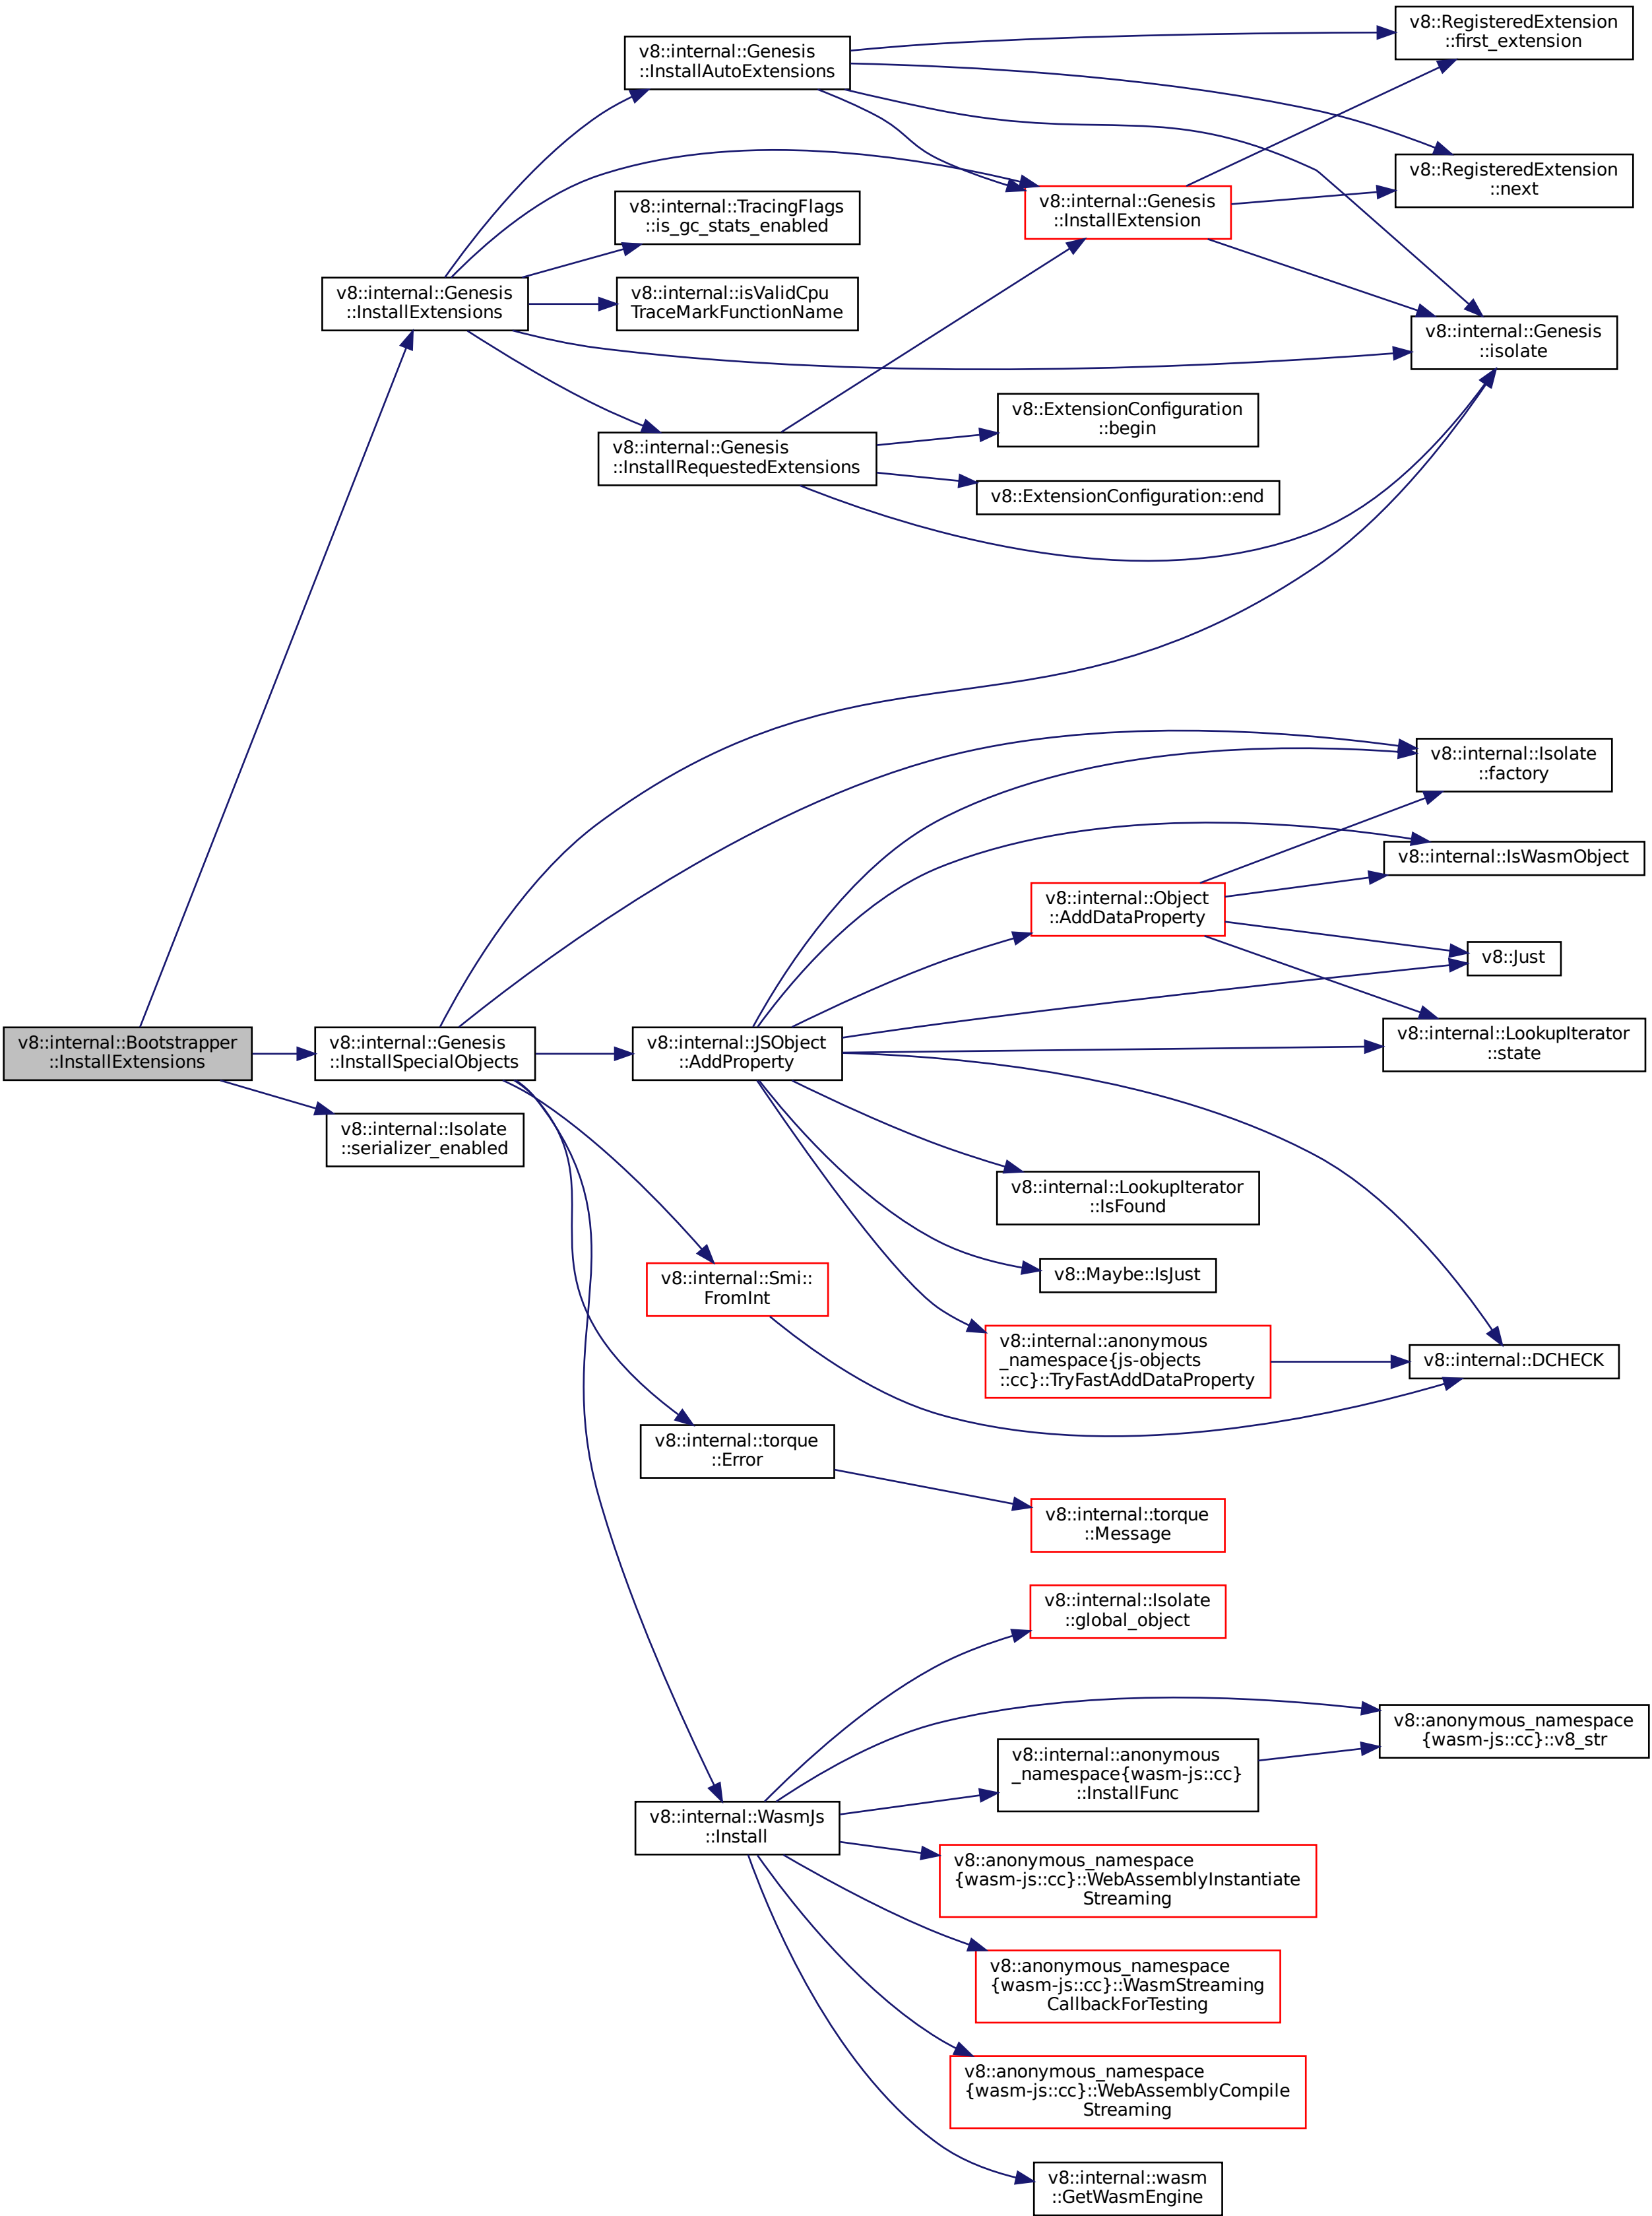 v8::RegisteredExtension
::first_extension
v8::internal::Genesis
::InstallAutoExtensions
v8::RegisteredExtension
::next
v8::internal::Genesis
::InstallExtension
v8::internal::TracingFlags
::is_gc_stats_enabled
v8::internal::Genesis
::InstallExtensions
v8::internal::isValidCpu
TraceMarkFunctionName
v8::internal::Genesis
::isolate
v8::ExtensionConfiguration
::begin
v8::internal::Genesis
::InstallRequestedExtensions
v8::ExtensionConfiguration::end
v8::internal::Isolate
::factory
v8::internal::IsWasmObject
v8::internal::Object
::AddDataProperty
v8::Just
v8::internal::Bootstrapper
::InstallExtensions
v8::internal::Genesis
::InstallSpecialObjects
v8::internal::JSObject
::AddProperty
v8::internal::LookupIterator
::state
v8::internal::Isolate
::serializer_enabled
v8::internal::LookupIterator
::IsFound
v8::Maybe::IsJust
v8::internal::Smi::
FromInt
v8::internal::anonymous
_namespace{js-objects
::cc}::TryFastAddDataProperty
v8::internal::DCHECK
v8::internal::torque
::Error
v8::internal::torque
::Message
v8::internal::Isolate
::global_object
v8::anonymous_namespace
{wasm-js::cc}::v8_str
v8::internal::anonymous
_namespace{wasm-js::cc}
::InstallFunc
v8::internal::WasmJs
::Install
v8::anonymous_namespace
{wasm-js::cc}::WebAssemblyInstantiate
Streaming
v8::anonymous_namespace
{wasm-js::cc}::WasmStreaming
CallbackForTesting
v8::anonymous_namespace
{wasm-js::cc}::WebAssemblyCompile
Streaming
v8::internal::wasm
::GetWasmEngine